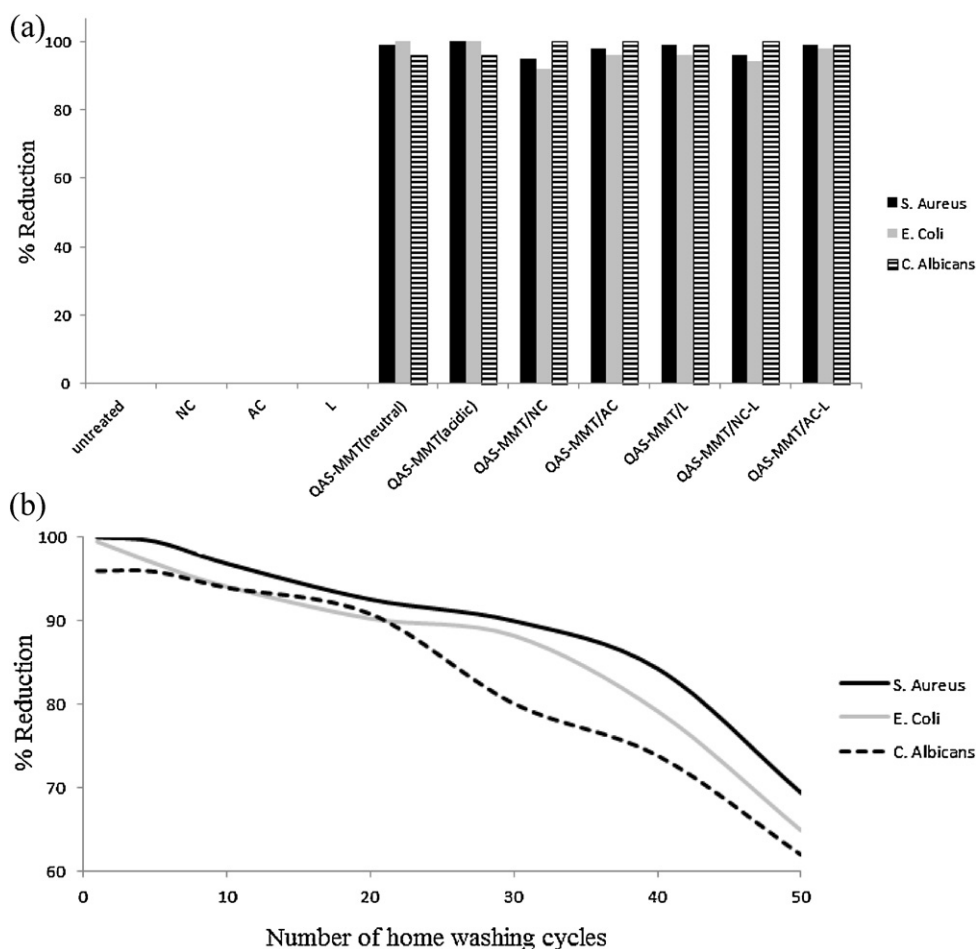 (a)
% Reduction
100
80
60
40
20
0
untreated
NC
AC
L
QAS-MMT(neutral)
QAS-MMT(acidic)
QAS-MMT/NC
QAS-MMT/AC
QAS-MMT/L
QAS-MMT/NC-L
QAS-MMT/AC-L
S. Aureus
E. Coli
C. Albicans
(b)
% Reduction
100
90
80
70
60
0
10
20
30
40
50
Number of home washing cycles
S. Aureus
E. Coli
C. Albicans